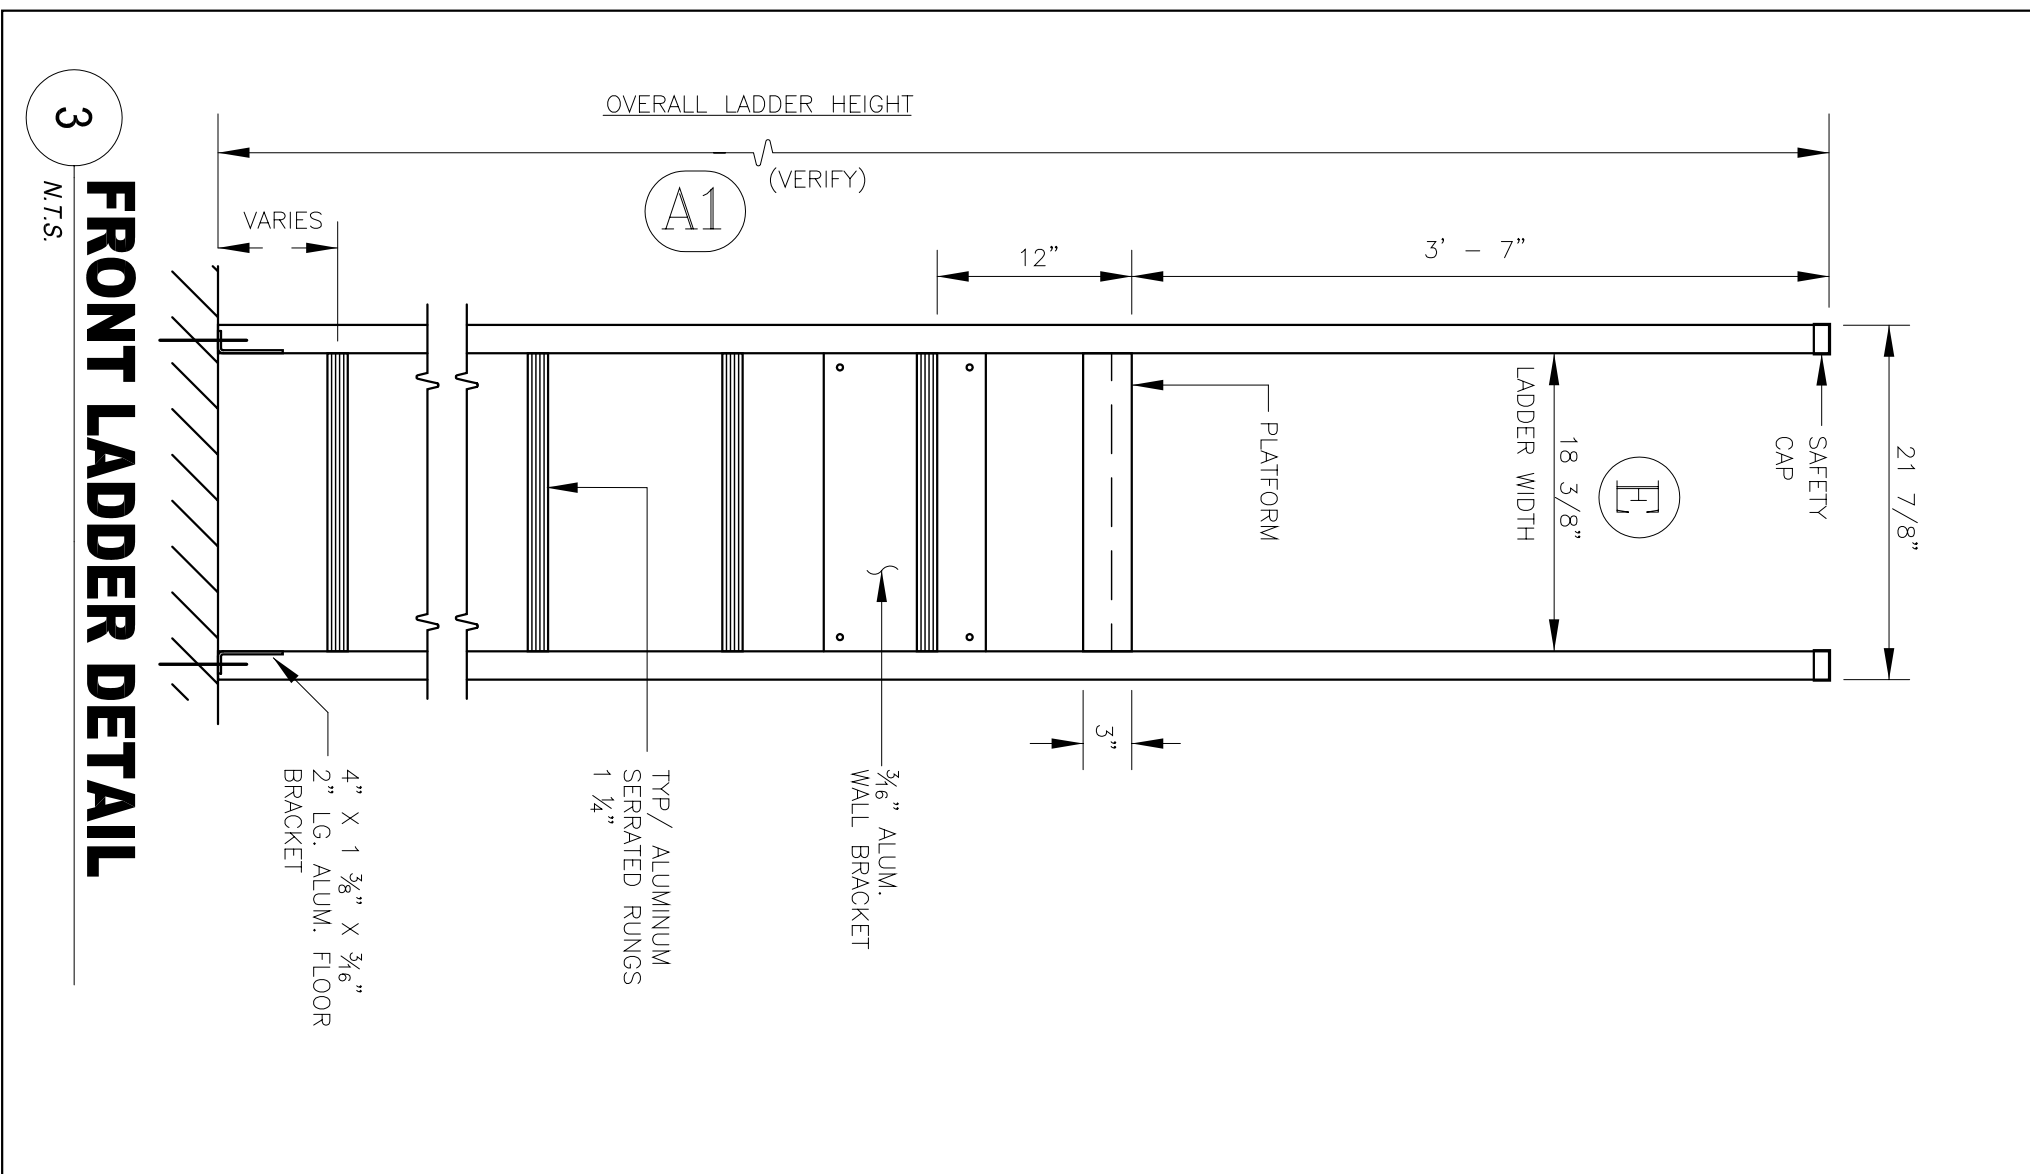 OVERALL LADDER HEIGHT
(VERIFY)
A1
VARIES
12”
3' - 7"
21 7/8"
SAFETY
CAP
E
18 3/8"
LADDER WIDTH
PLATFORM
3"
3/16" ALUM.
WALL BRACKET
TYP/ ALUMINUM
SERRATED RUNGS
1 1/4"
4" X 1 3/8" X 3/16"
2" LG. ALUM. FLOOR
BRACKET
3
FRONT LADDER DETAIL
N.T.S.